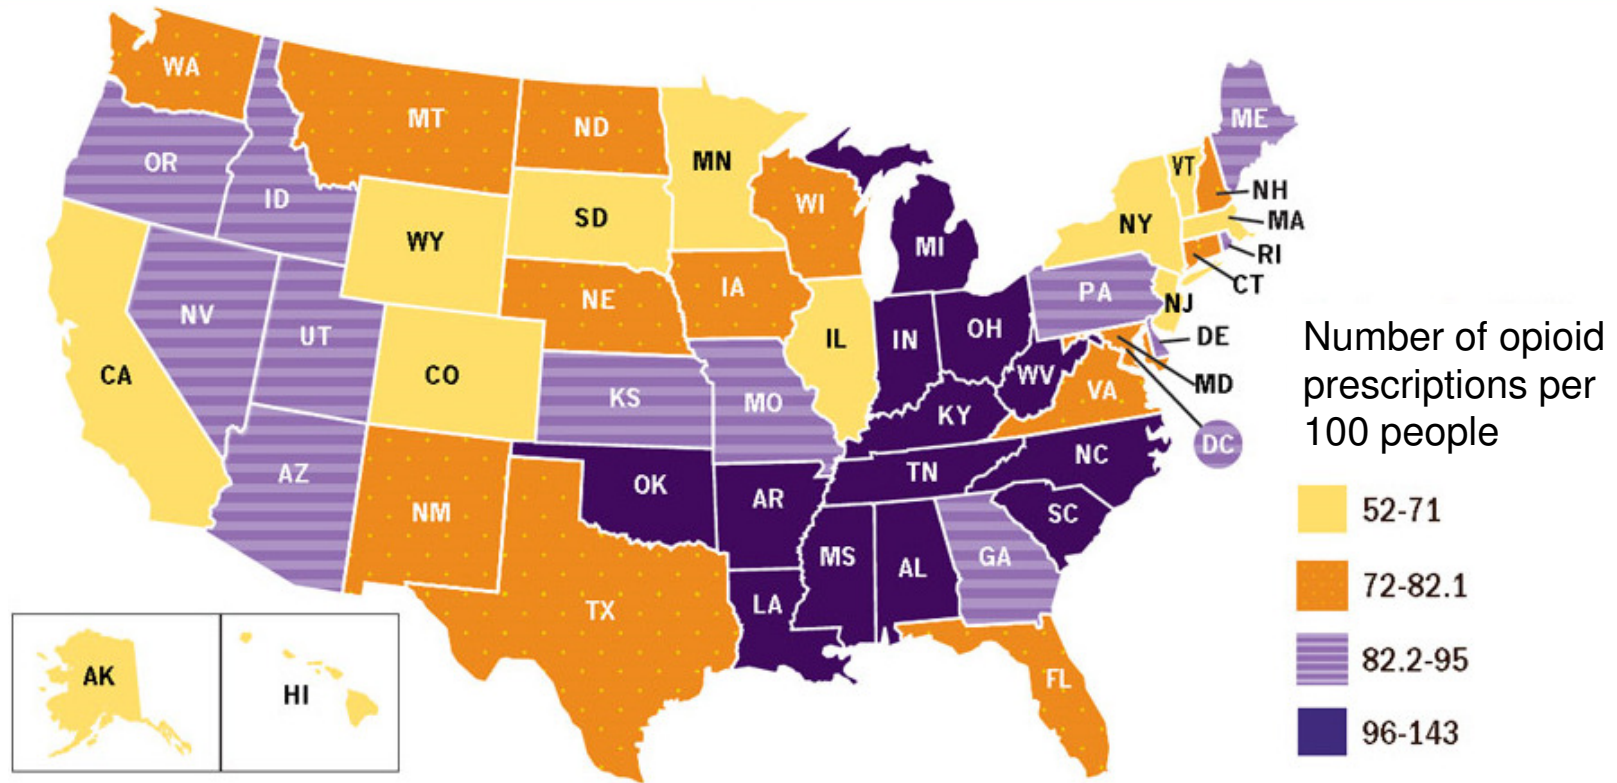 WA
MT
ND
MN
OR
ID
WY
SD
WI
MI
ME
VT
NH
NY
MA
RI
CT
NV
UT
NE
IA
IL
IN
OH
PA
NJ
DE
CA
CO
KS
MO
KY
WV
VA
MD
DC
AZ
NM
OK
AR
TN
NC
SC
TX
LA
MS
AL
GA
FL
AK
HI
Number of opioid
prescriptions per
100 people
52-71
72-82.1
82.2-95
96-143